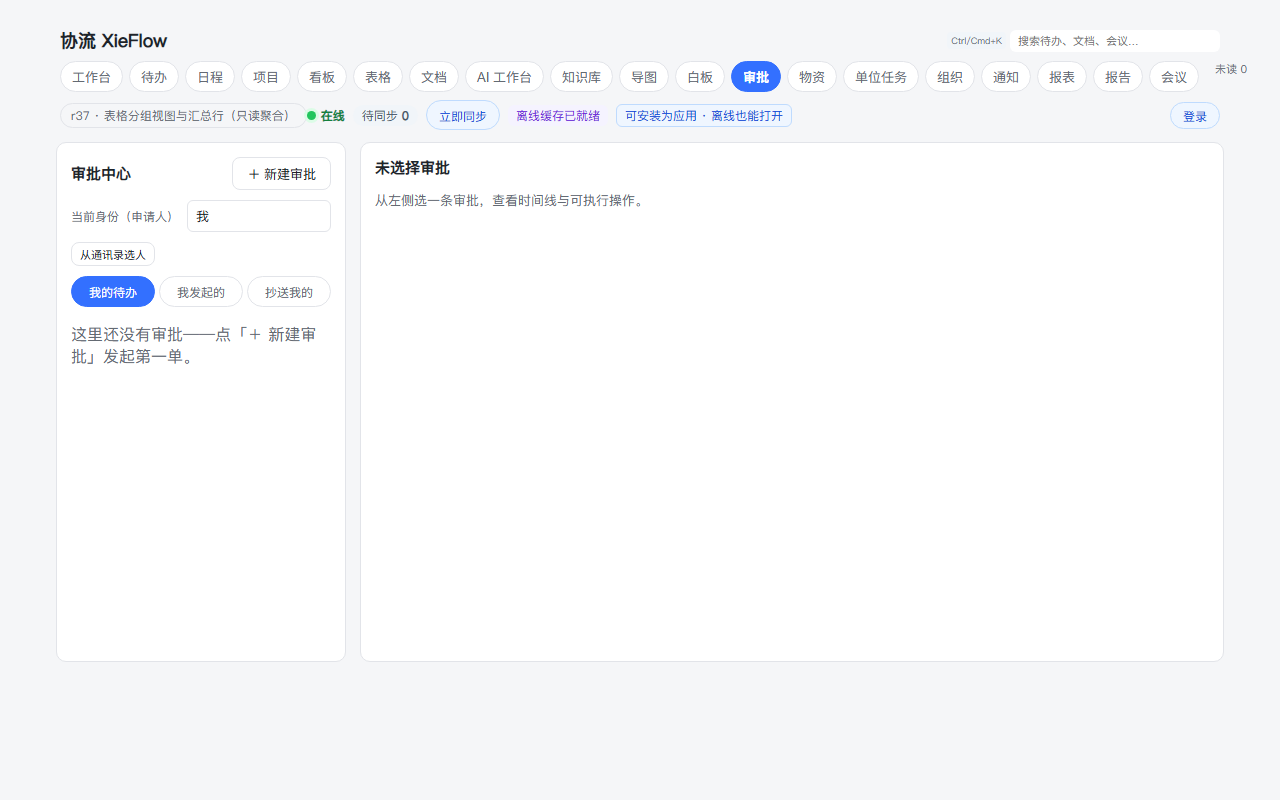 协流 XieFlow
Ctrl/Cmd+K 搜索待办、文档、会议...
工作台 待办 日程 项目 看板 表格 文档 AI 工作台 知识库 导图 白板 审批 物资 单位任务 组织 通知 报表 报告 会议 未读 0
r37 · 表格分组视图与汇总行（只读聚合） 在线 待同步 0 立即同步 离线缓存已就绪 可安装为应用 · 离线也能打开 登录
审批中心 ＋ 新建审批
当前身份（申请人） 我
从通讯录选人
我的待办 我发起的 抄送我的
这里还没有审批——点「＋ 新建审
批」发起第一单。
未选择审批
从左侧选一条审批，查看时间线与可执行操作。